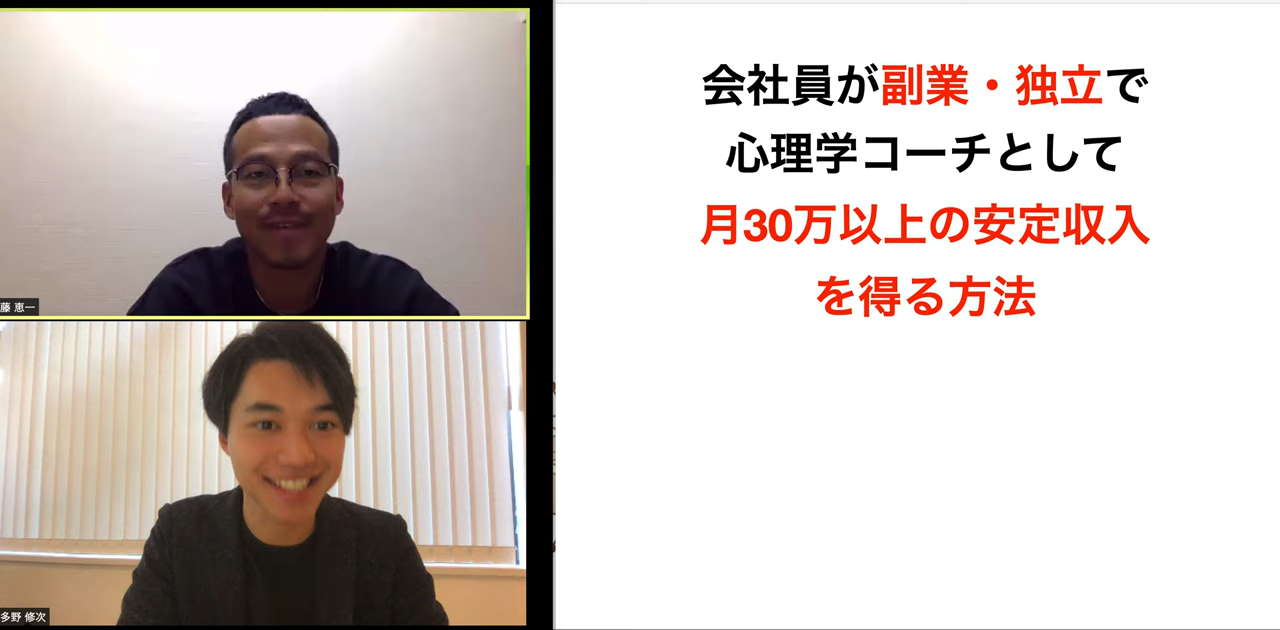 藤 恵一
多野 修次
会社員が副業・独立で
心理学コーチとして
月30万以上の安定収入
を得る方法